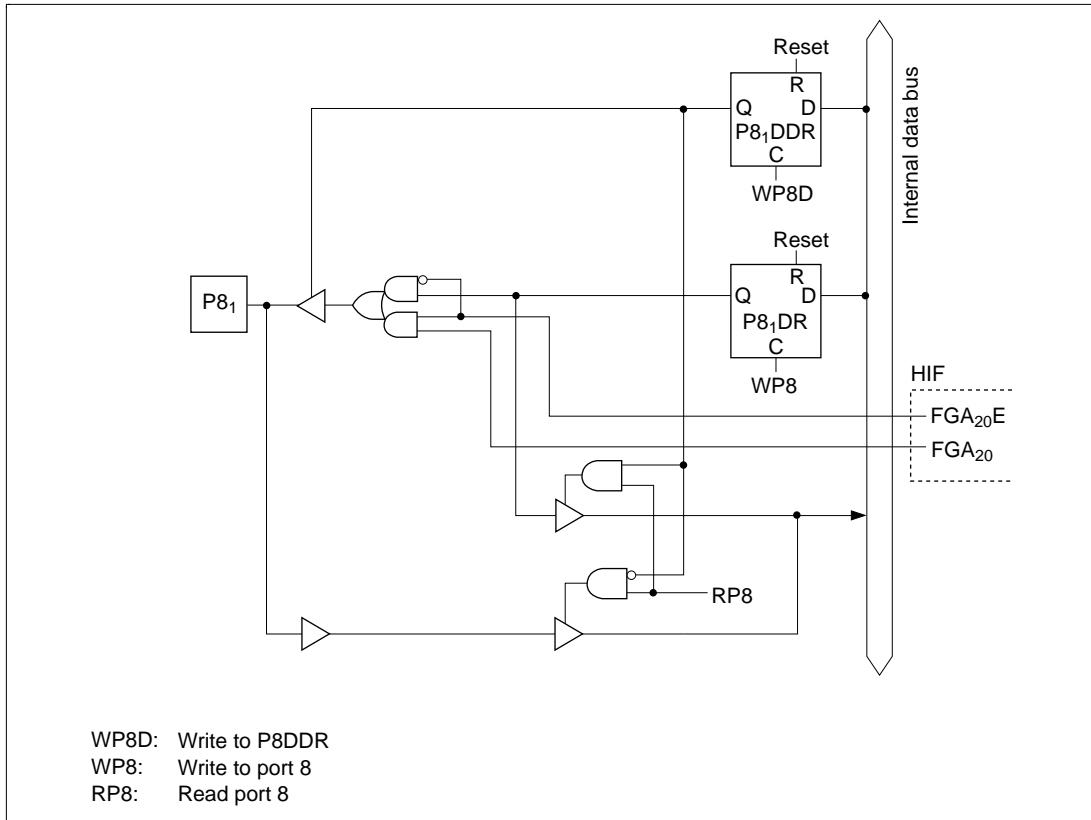 Reset
R
Q D
P8₁DDR
C
WP8D
Internal data bus
Reset
R
Q D
P8₁DR
C
WP8
P8₁
HIF
FGA₂₀E
FGA₂₀
RP8
WP8D: Write to P8DDR
WP8: Write to port 8
RP8: Read port 8